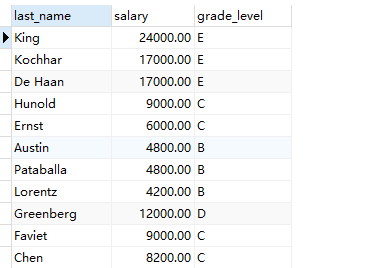 last_name salary grade_level
King 24000.00 E
Kochhar 17000.00 E
De Haan 17000.00 E
Hunold 9000.00 C
Ernst 6000.00 C
Austin 4800.00 B
Pataballa 4800.00 B
Lorentz 4200.00 B
Greenberg 12000.00 D
Faviet 9000.00 C
Chen 8200.00 C